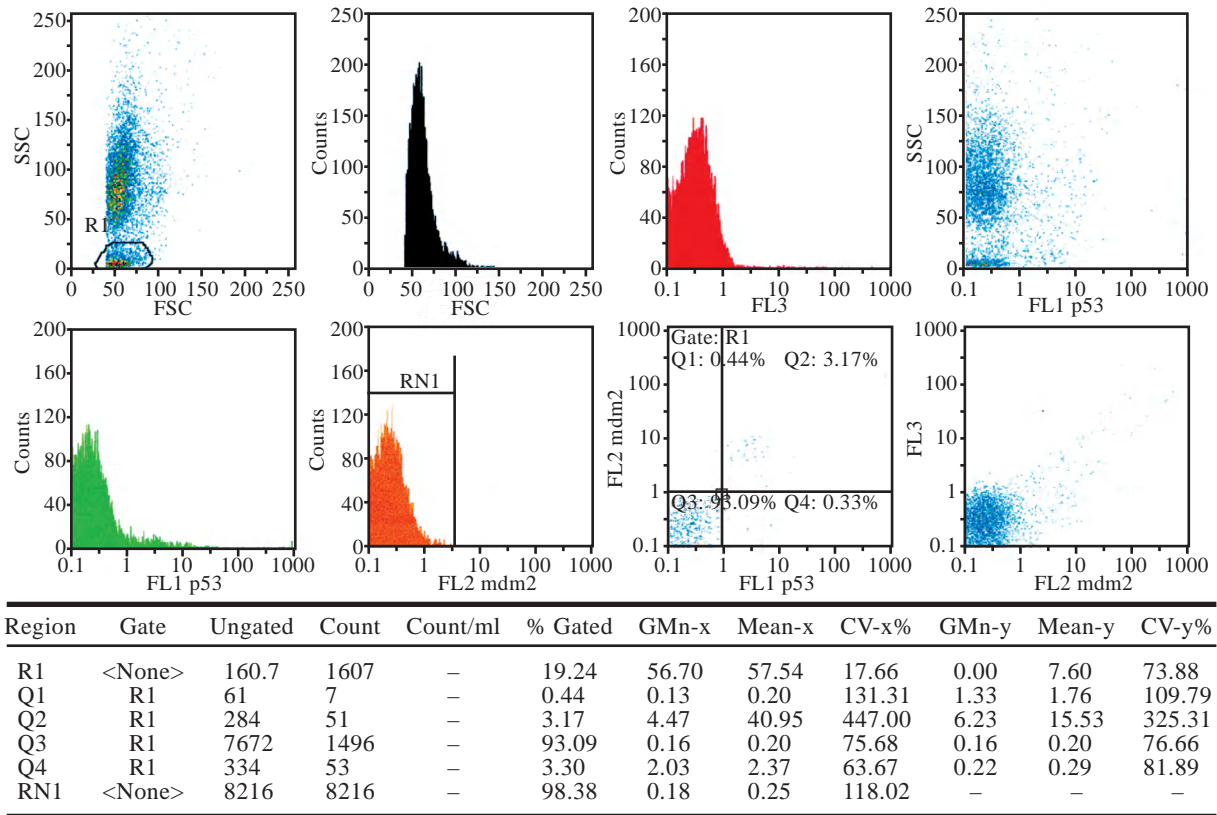 250
200
150
100
50
0
SSC
R1
0 50 100 150 200 250
FSC
250
200
150
100
50
0
Counts
0 50 100 150 200 250
FSC
200
160
120
80
40
0
Counts
0.1 1 10 100 1000
FL3
250
200
150
100
50
0
SSC
0.1 1 10 100 1000
FL1 p53
200
160
120
80
40
0
Counts
0.1 1 10 100 1000
FL1 p53
200
160
120
80
40
0
Counts
RN1
0.1 1 10 100 1000
FL2 mdm2
1000
100
10
1
0.1
FL2 mdm2
Gate: R1
Q1: 0.44% Q2: 3.17%
Q3: 93.09% Q4: 0.33%
0.1 1 10 100 1000
FL1 p53
1000
100
10
1
0.1
FL3
0.1 1 10 100 1000
FL2 mdm2
Region Gate Ungated Count Count/ml % Gated GMn-x Mean-x CV-x% GMn-y Mean-y CV-y%
R1 <None> 160.7 1607 – 19.24 56.70 57.54 17.66 0.00 7.60 73.88
Q1 R1 61 7 – 0.44 0.13 0.20 131.31 1.33 1.76 109.79
Q2 R1 284 51 – 3.17 4.47 40.95 447.00 6.23 15.53 325.31
Q3 R1 7672 1496 – 93.09 0.16 0.20 75.68 0.16 0.20 76.66
Q4 R1 334 53 – 3.30 2.03 2.37 63.67 0.22 0.29 81.89
RN1 <None> 8216 8216 – 98.38 0.18 0.25 118.02 – – –